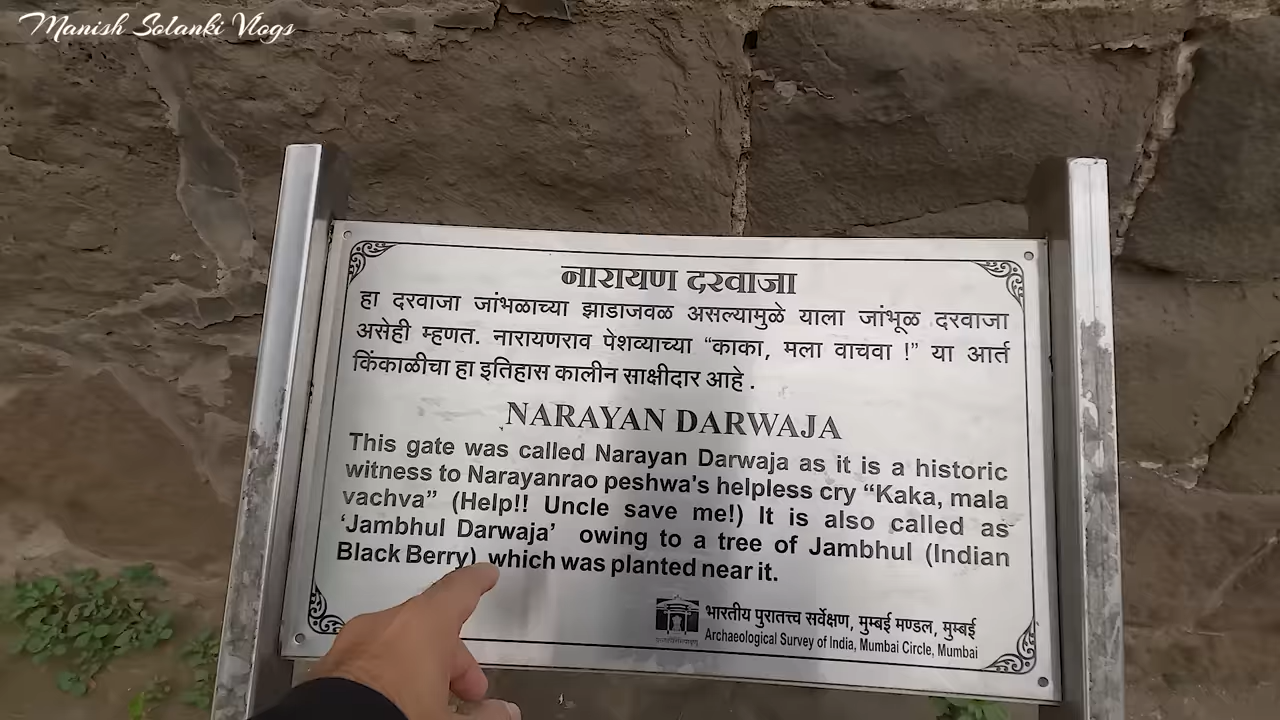 Manish Solanki Vlogs
नारायण दरवाजा
हा दरवाजा जांभळाच्या झाडाजवळ असल्यामुळे याला जांभूळ दरवाजा
असेही म्हणत. नारायणराव पेशव्याच्या “काका, मला वाचवा !” या आर्त
किंकाळीचा हा इतिहास कालीन साक्षीदार आहे .
NARAYAN DARWAJA
This gate was called Narayan Darwaja as it is a historic
witness to Narayanrao peshwa's helpless cry “Kaka, mala
vachva” (Help!! Uncle save me!) It is also called as
‘Jambhul Darwaja’ owing to a tree of Jambhul (Indian
Black Berry) which was planted near it.
भारतीय पुरातत्त्व सर्वेक्षण, मुम्बई मण्डल, मुम्बई
Archaeological Survey of India, Mumbai Circle, Mumbai